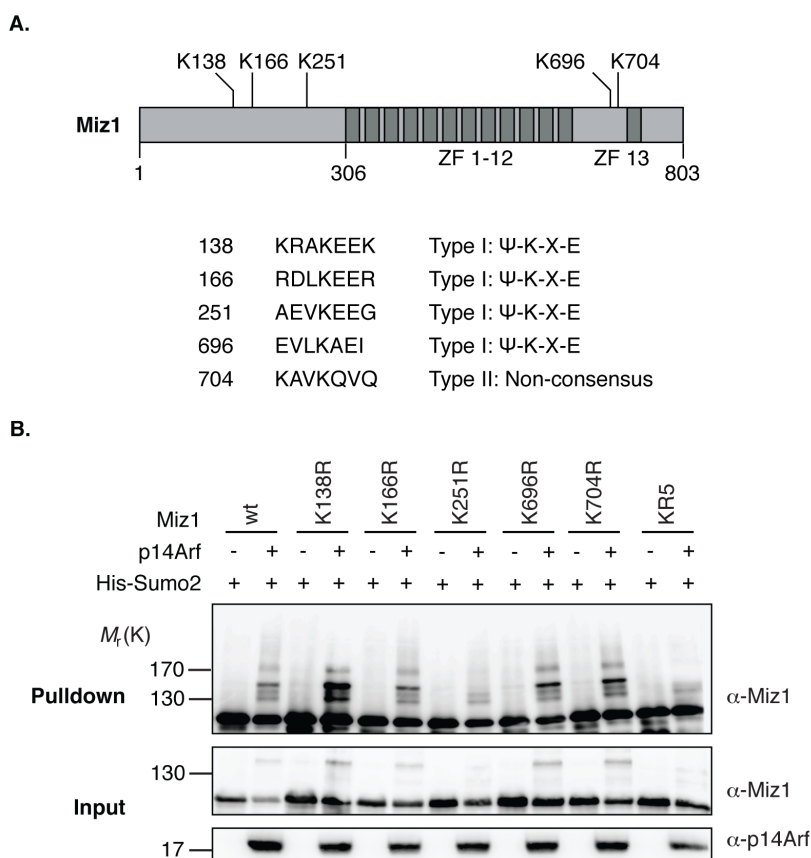 A.
K138 K166 K251 K696 K704
Miz1
ZF 1-12 ZF 13
1 306 803
138 KRAKEEK Type I: Ψ-K-X-E
166 RDLKEER Type I: Ψ-K-X-E
251 AEVKEEG Type I: Ψ-K-X-E
696 EVLKAEI Type I: Ψ-K-X-E
704 KAVKQVQ Type II: Non-consensus
B.
Miz1 wt K138R K166R K251R K696R K704R KR5
p14Arf - + - + - + - + - + - + - +
His-Sumo2 + + + + + + + + + + + + + +
Mr(K)
170
Pulldown 130 α-Miz1
130
Input α-Miz1
17 α-p14Arf